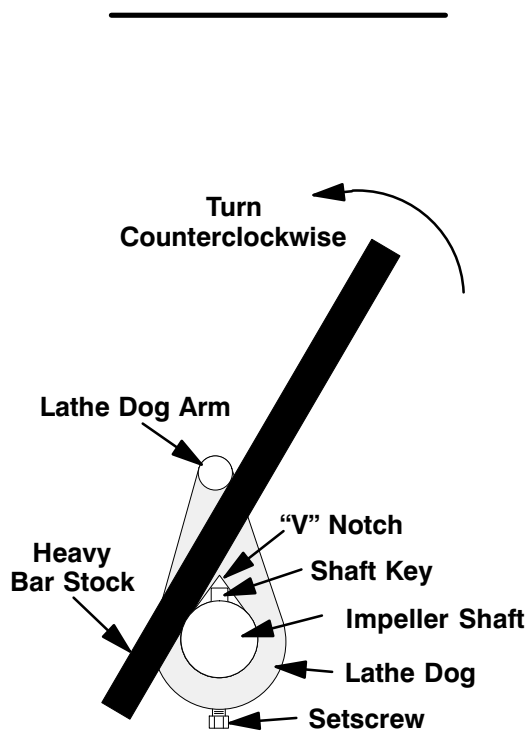 Turn
Counterclockwise
Lathe Dog Arm
“V” Notch
Shaft Key
Heavy
Bar Stock
Impeller Shaft
Lathe Dog
Setscrew